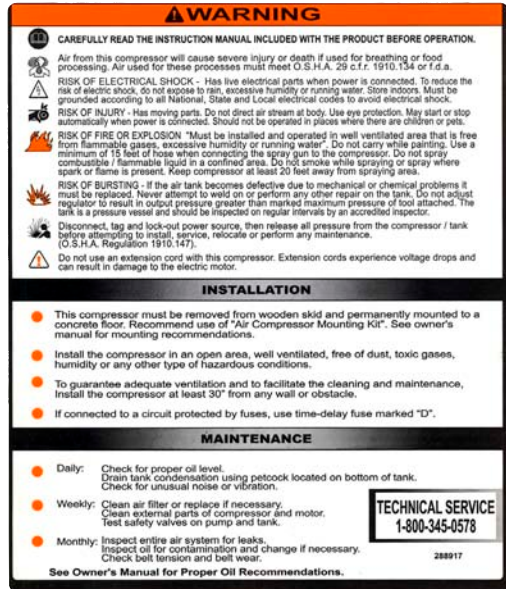 WARNING
CAREFULLY READ THE INSTRUCTION MANUAL INCLUDED WITH THE PRODUCT BEFORE OPERATION.
Air from this compressor will cause severe injury or death if used for breathing or food
processing. Air used for these processes must meet O.S.H.A. 29 c.f.r. 1910.134 or f.d.a.
RISK OF ELECTRICAL SHOCK - Has live electrical parts when power is connected. To reduce the
risk of electric shock, do not expose to rain, excessive humidity or running water. Store indoors. Must be
grounded according to all National, State and Local electrical codes to avoid electrical shock.
RISK OF INJURY - Has moving parts. Do not direct air stream at body. Use eye protection. May start or stop
automatically when power is connected. Should not be operated in places where there are children or pets.
RISK OF FIRE OR EXPLOSION "Must be installed and operated in well ventilated area that is free
from flammable gases, excessive humidity or running water". Do not carry while painting. Use a
minimum of 15 feet of hose when connecting the spray gun to the compressor. Do not spray
combustible / flammable liquid in a confined area. Do not smoke while spraying or spray where
spark or flame is present. Keep compressor at least 20 feet away from spraying area.
RISK OF BURSTING - If the air tank becomes defective due to mechanical or chemical problems it
must be replaced. Never attempt to weld on or perform any other repair on the tank. Do not adjust
regulator to result in output pressure greater than marked maximum pressure of tool attached. The
tank is a pressure vessel and should be inspected on regular intervals by an accredited inspector.
Disconnect, tag and lock-out power source, then release all pressure from the compressor / tank
before attempting to install, service, relocate or perform any maintenance.
(O.S.H.A. Regulation 1910.147).
Do not use an extension cord with this compressor. Extension cords experience voltage drops and
can result in damage to the electric motor.
INSTALLATION
This compressor must be removed from wooden skid and permanently mounted to a
concrete floor. Recommend use of "Air Compressor Mounting Kit". See owner's
manual for mounting recommendations.
Install the compressor in an open area, well ventilated, free of dust, toxic gases,
humidity or any other type of hazardous conditions.
To guarantee adequate ventilation and to facilitate the cleaning and maintenance,
Install the compressor at least 30" from any wall or obstacle.
If connected to a circuit protected by fuses, use time-delay fuse marked "D".
MAINTENANCE
Daily: Check for proper oil level.
Drain tank condensation using petcock located on bottom of tank.
Check for unusual noise or vibration.
Weekly: Clean air filter or replace if necessary.
Clean external parts of compressor and motor.
Test safety valves on pump and tank.
Monthly: Inspect entire air system for leaks.
Inspect oil for contamination and change if necessary.
Check belt tension and belt wear.
See Owner's Manual for Proper Oil Recommendations.
TECHNICAL SERVICE
1-800-345-0578
288917